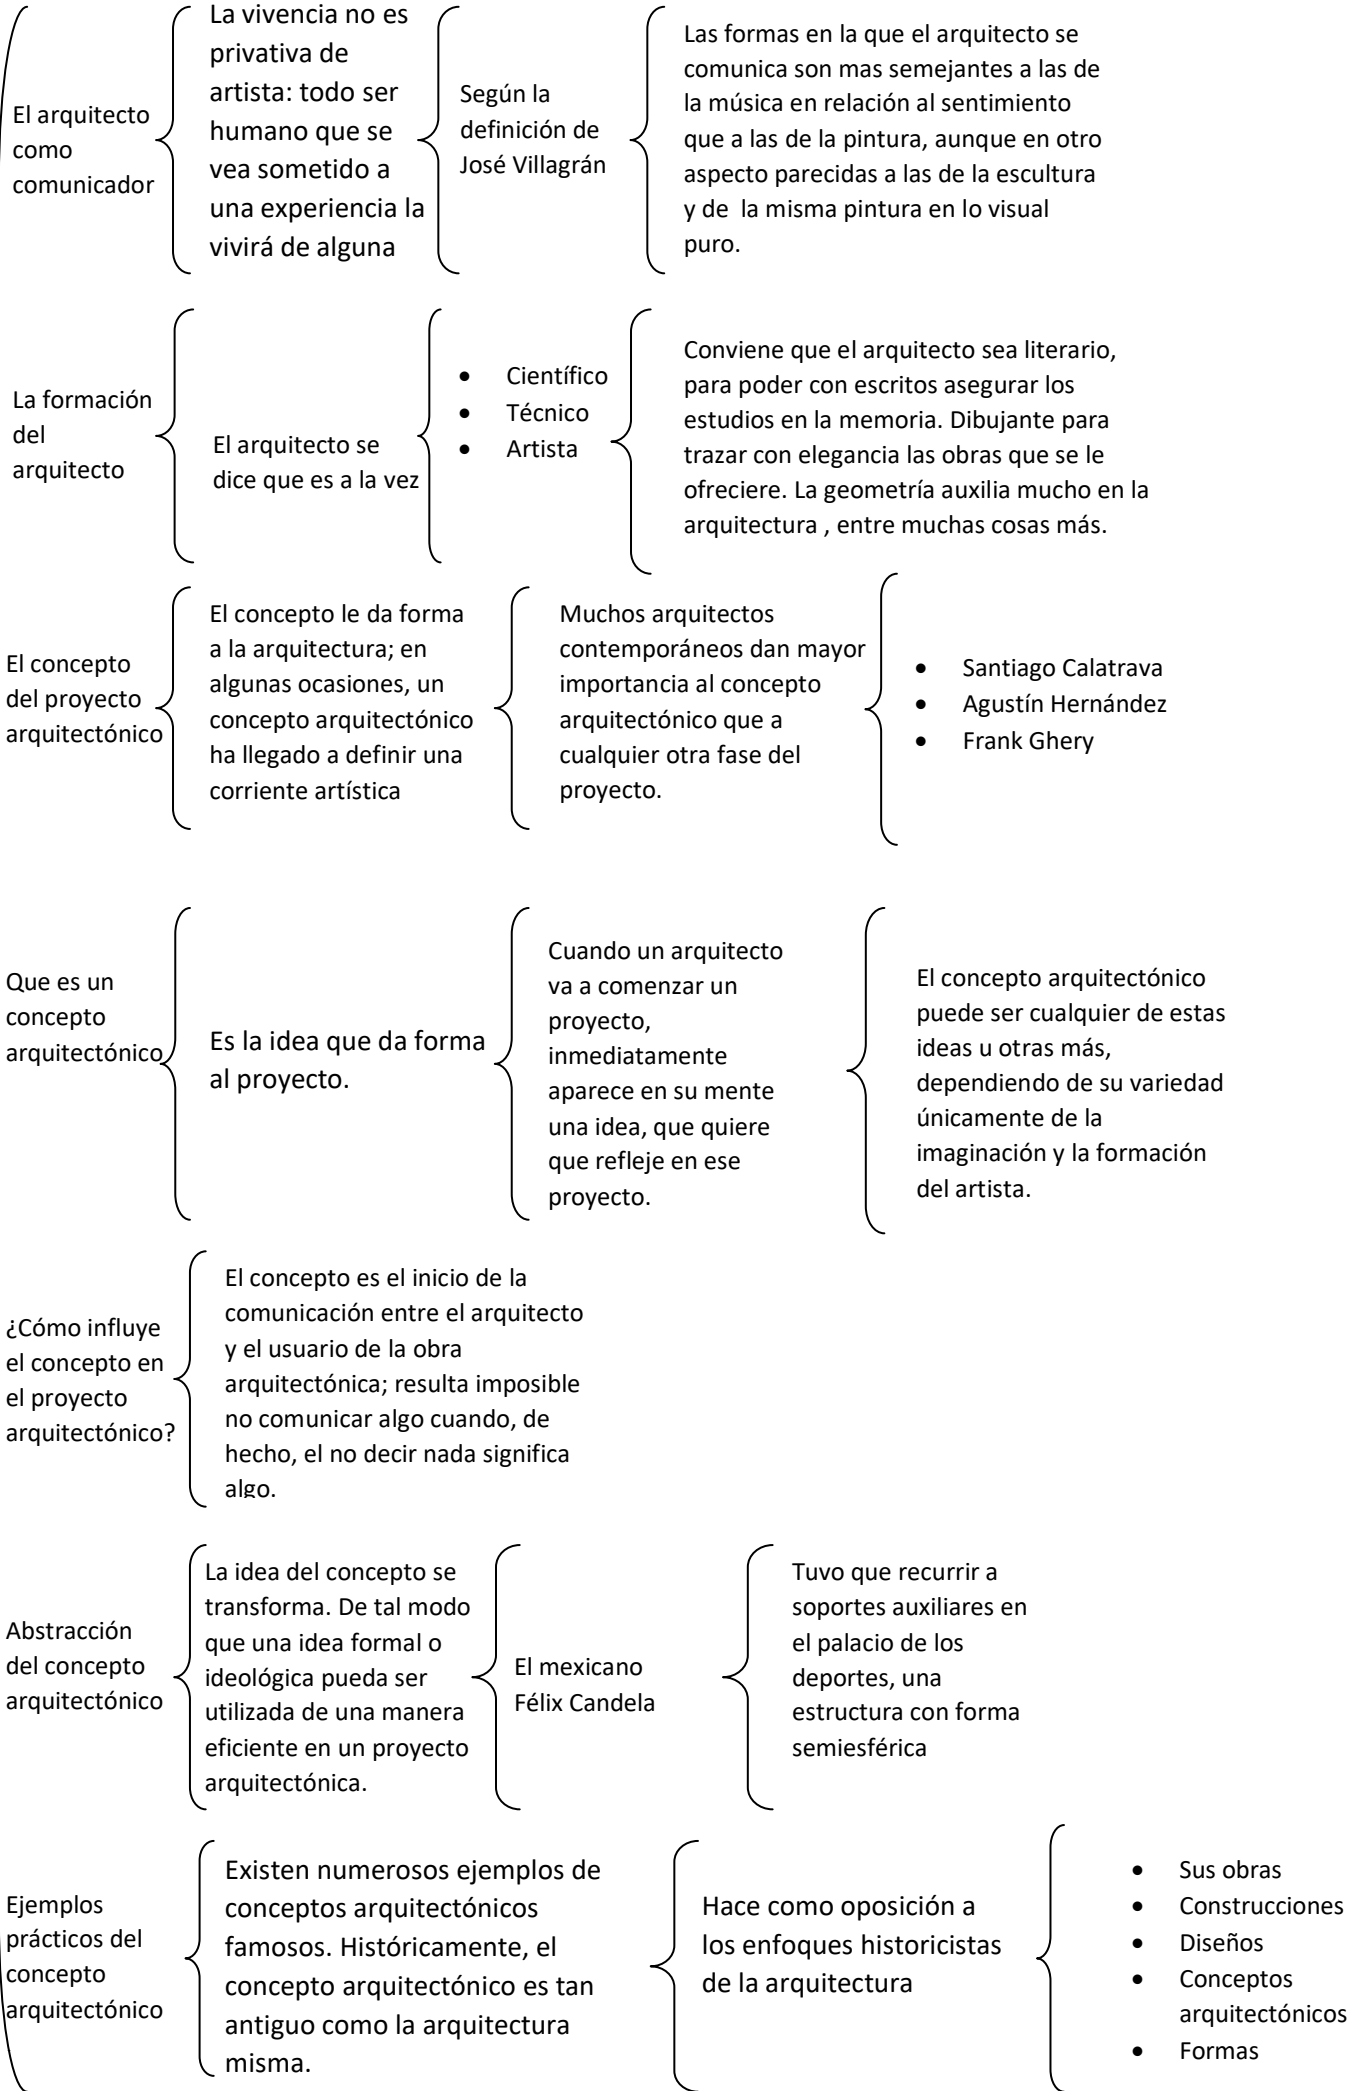 El arquitecto
como
comunicador
La vivencia no es
privativa de
artista: todo ser
humano que se
vea sometido a
una experiencia la
vivirá de alguna
Según la
definición de
José Villagrán
Las formas en la que el arquitecto se
comunica son mas semejantes a las de
la música en relación al sentimiento
que a las de la pintura, aunque en otro
aspecto parecidas a las de la escultura
y de la misma pintura en lo visual
puro.
La formación
del
arquitecto
El arquitecto se
dice que es a la vez
• Científico
• Técnico
• Artista
Conviene que el arquitecto sea literario,
para poder con escritos asegurar los
estudios en la memoria. Dibujante para
trazar con elegancia las obras que se le
ofreciere. La geometría auxilia mucho en la
arquitectura , entre muchas cosas más.
El concepto
del proyecto
arquitectónico
El concepto le da forma
a la arquitectura; en
algunas ocasiones, un
concepto arquitectónico
ha llegado a definir una
corriente artística
Muchos arquitectos
contemporáneos dan mayor
importancia al concepto
arquitectónico que a
cualquier otra fase del
proyecto.
• Santiago Calatrava
• Agustín Hernández
• Frank Ghery
Que es un
concepto
arquitectónico
Es la idea que da forma
al proyecto.
Cuando un arquitecto
va a comenzar un
proyecto,
inmediatamente
aparece en su mente
una idea, que quiere
que refleje en ese
proyecto.
El concepto arquitectónico
puede ser cualquier de estas
ideas u otras más,
dependiendo de su variedad
únicamente de la
imaginación y la formación
del artista.
¿Cómo influye
el concepto en
el proyecto
arquitectónico?
El concepto es el inicio de la
comunicación entre el arquitecto
y el usuario de la obra
arquitectónica; resulta imposible
no comunicar algo cuando, de
hecho, el no decir nada significa
algo.
Abstracción
del concepto
arquitectónico
La idea del concepto se
transforma. De tal modo
que una idea formal o
ideológica pueda ser
utilizada de una manera
eficiente en un proyecto
arquitectónica.
El mexicano
Félix Candela
Tuvo que recurrir a
soportes auxiliares en
el palacio de los
deportes, una
estructura con forma
semiesférica
Ejemplos
prácticos del
concepto
arquitectónico
Existen numerosos ejemplos de
conceptos arquitectónicos
famosos. Históricamente, el
concepto arquitectónico es tan
antiguo como la arquitectura
misma.
Hace como oposición a
los enfoques historicistas
de la arquitectura
• Sus obras
• Construcciones
• Diseños
• Conceptos
arquitectónicos
• Formas